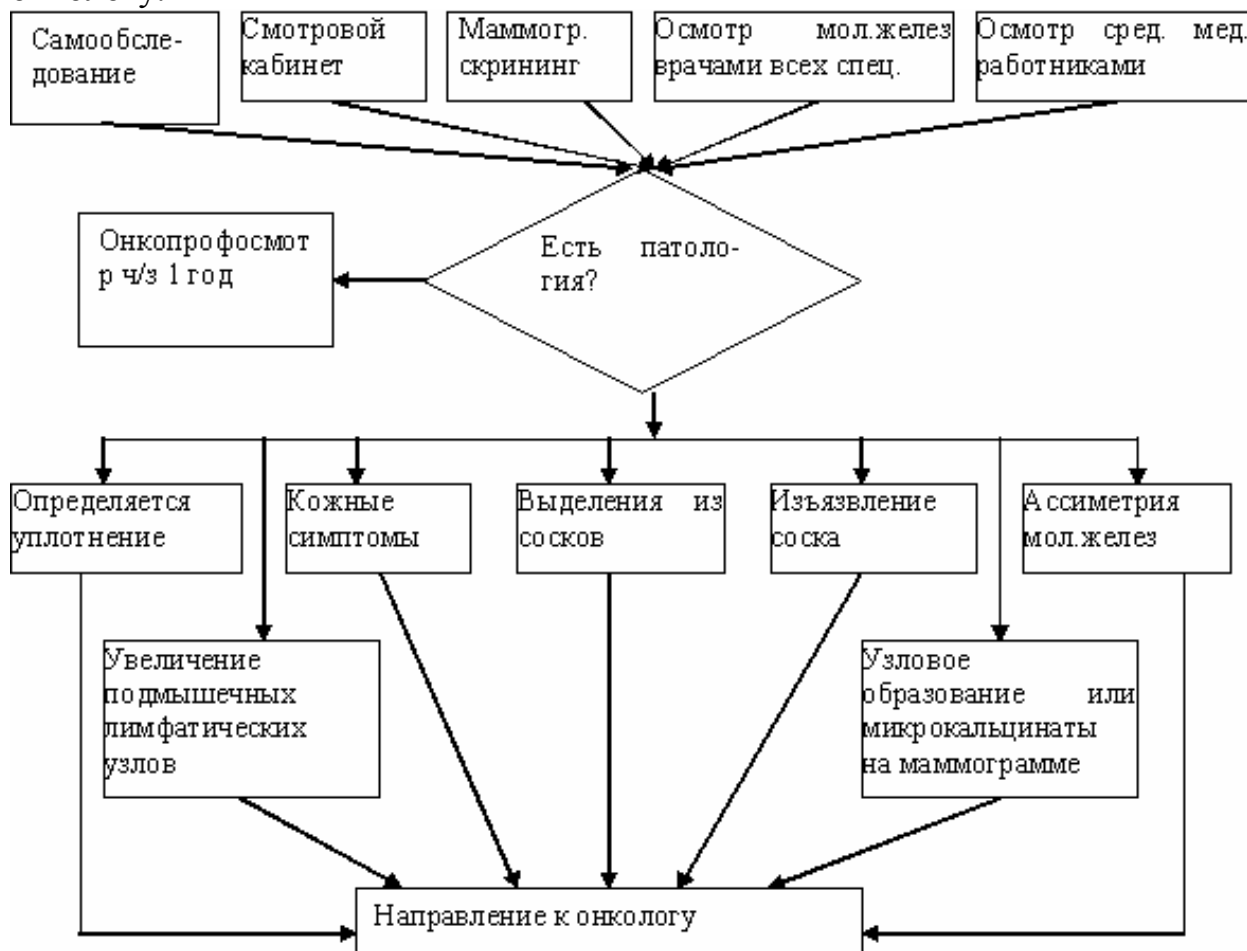 Самообсле-
дование
Смотровой
кабинет
Маммогр.
скрининг
Осмотр мол.желез
врачами всех спец.
Осмотр сред. мед.
работниками
Есть патоло-
гия?
Онкопрофосмот
р ч/з 1 год
Определяется
уплотнение
Кожные
симптомы
Выделения из
сосков
Изъязвление
соска
Ассиметрия
мол.желез
Увеличение
подмышечных
лимфатических
узлов
Узловое
образование или
микрокальцинаты
на маммограмме
Направление к онкологу